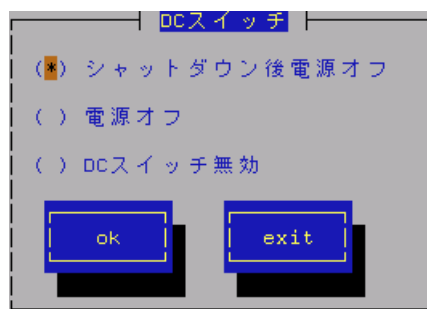 DCスイッチ
(*) シャットダウン後電源オフ
( ) 電源オフ
( ) DCスイッチ無効
ok exit